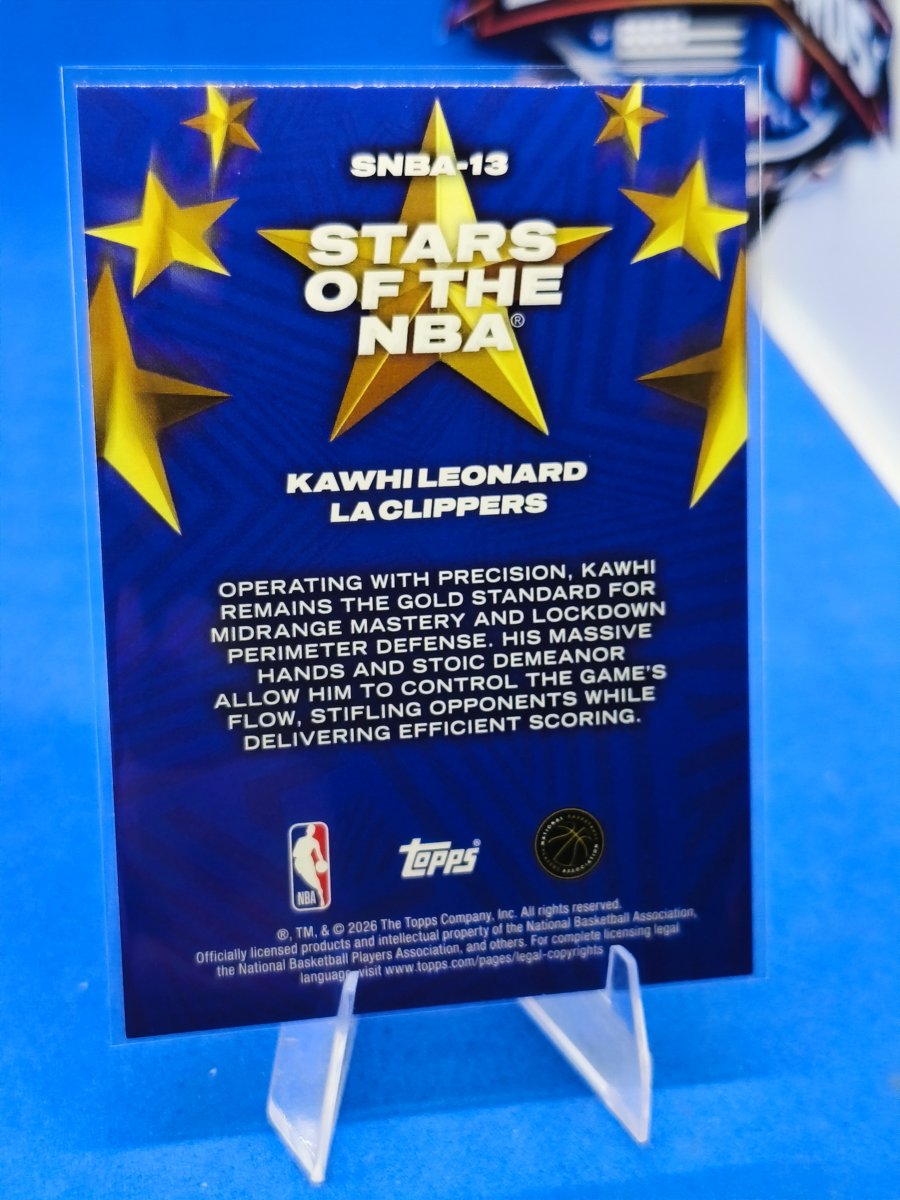 SNBA-13
STARS
OF THE
NBA®
KAWHI LEONARD
LA CLIPPERS
OPERATING WITH PRECISION, KAWHI
REMAINS THE GOLD STANDARD FOR
MIDRANGE MASTERY AND LOCKDOWN
PERIMETER DEFENSE. HIS MASSIVE
HANDS AND STOIC DEMEANOR
ALLOW HIM TO CONTROL THE GAME'S
FLOW, STIFLING OPPONENTS WHILE
DELIVERING EFFICIENT SCORING.
NBA
topps®
NATIONAL BASKETBALL
ASSOCIATION
®, TM, & © 2026 The Topps Company, Inc. All rights reserved.
Officially licensed products and intellectual property of the National Basketball Association,
the National Basketball Players Association, and others. For complete licensing legal
language, visit www.topps.com/pages/legal-copyrights